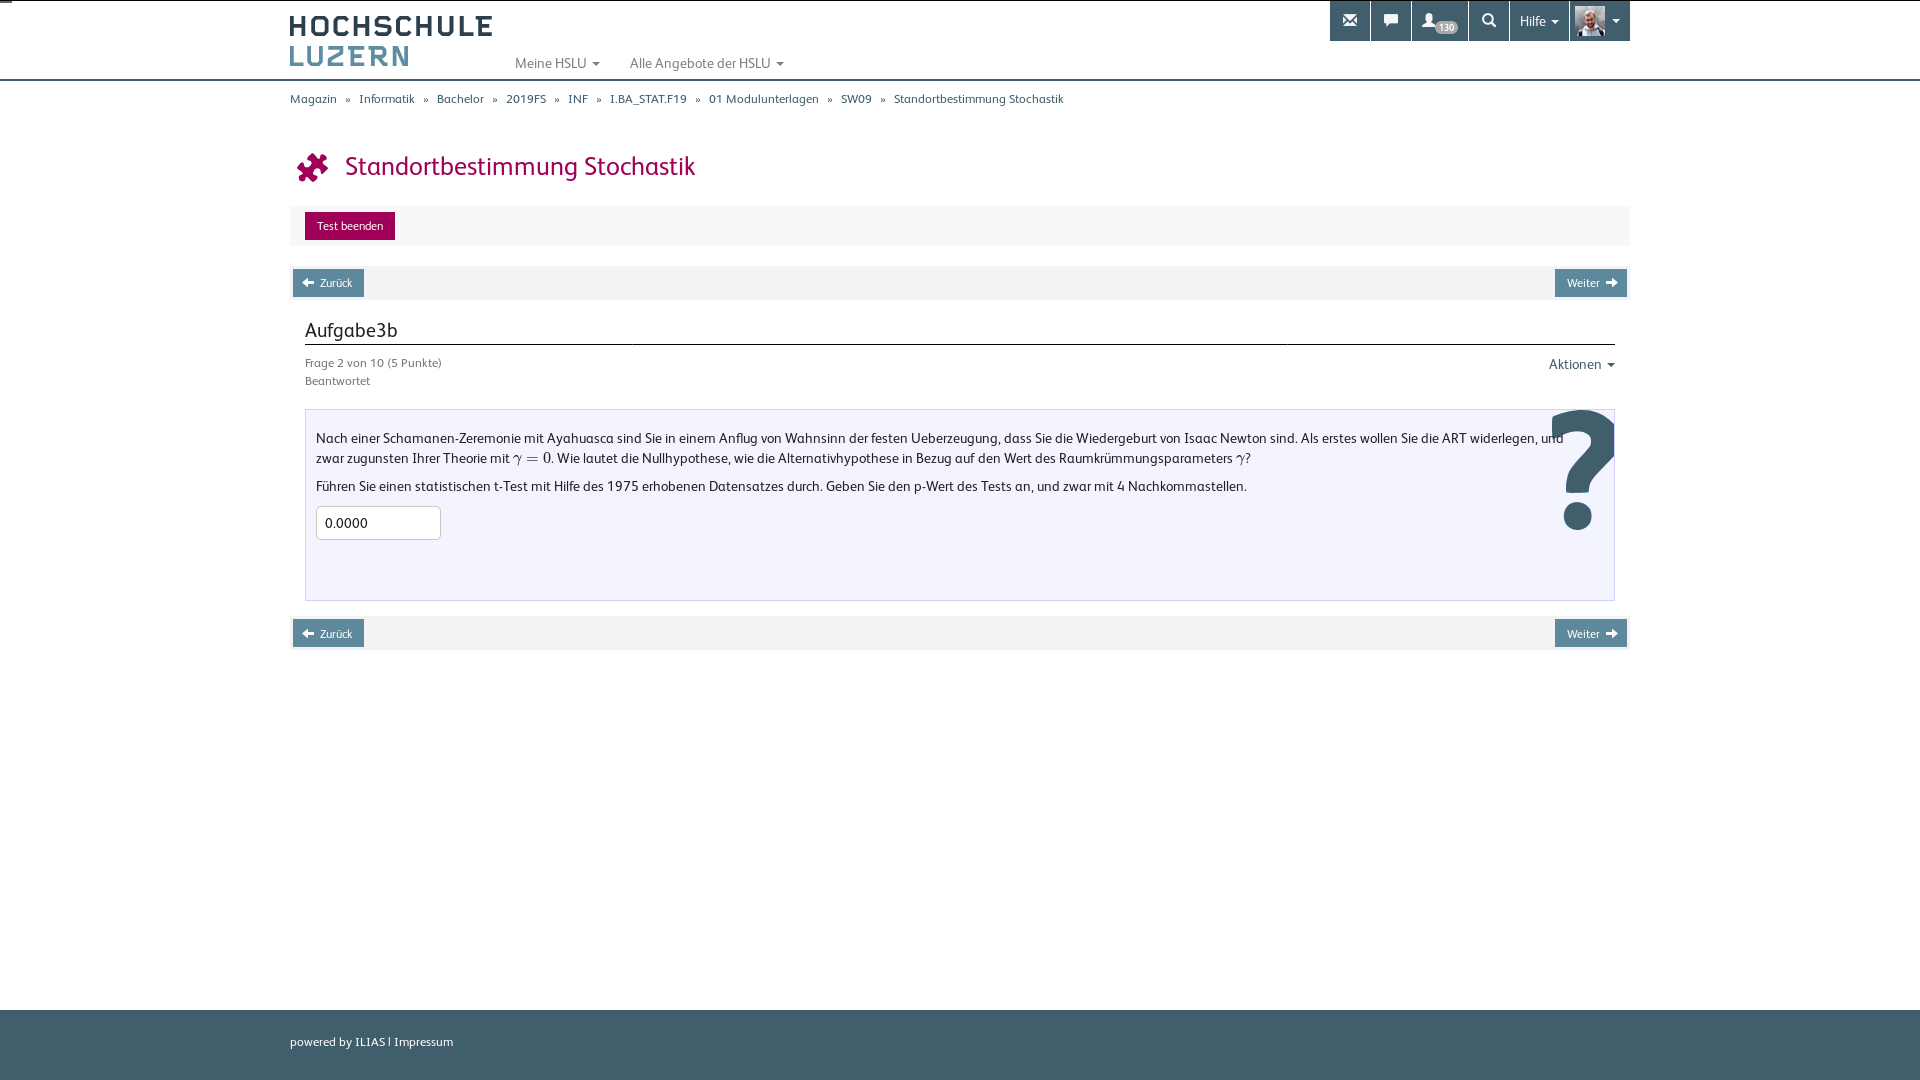 HOCHSCHULE
LUZERN
Meine HSLU
Alle Angebote der HSLU
130
Hilfe
Magazin » Informatik » Bachelor » 2019FS » INF » I.BA_STAT.F19 » 01 Modulunterlagen » SW09 » Standortbestimmung Stochastik
Standortbestimmung Stochastik
Test beenden
Zurück
Weiter
Aufgabe3b
Frage 2 von 10 (5 Punkte)
Aktionen
Beantwortet
Nach einer Schamanen-Zeremonie mit Ayahuasca sind Sie in einem Anflug von Wahnsinn der festen Ueberzeugung, dass Sie die Wiedergeburt von Isaac Newton sind. Als erstes wollen Sie die ART widerlegen, und
zwar zugunsten Ihrer Theorie mit γ = 0. Wie lautet die Nullhypothese, wie die Alternativhypothese in Bezug auf den Wert des Raumkrümmungsparameters γ?
Führen Sie einen statistischen t-Test mit Hilfe des 1975 erhobenen Datensatzes durch. Geben Sie den p-Wert des Tests an, und zwar mit 4 Nachkommastellen.
?
0.0000
Zurück
Weiter
powered by ILIAS | Impressum